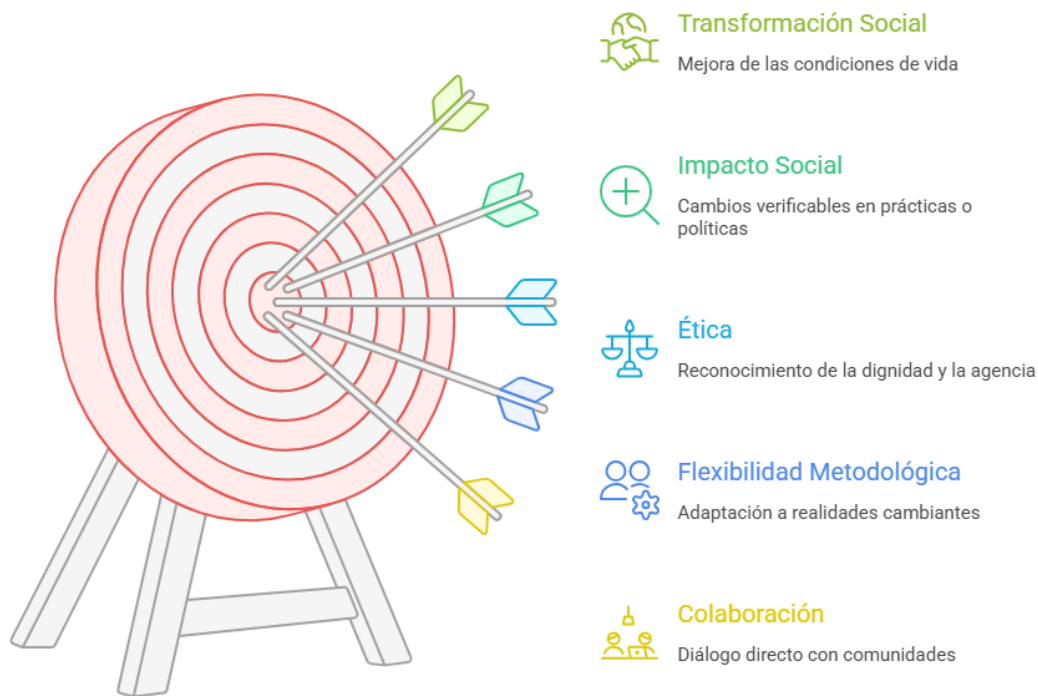 Transformación Social
Mejora de las condiciones de vida
Impacto Social
Cambios verificables en prácticas o
políticas
Ética
Reconocimiento de la dignidad y la agencia
Flexibilidad Metodológica
Adaptación a realidades cambiantes
Colaboración
Diálogo directo con comunidades